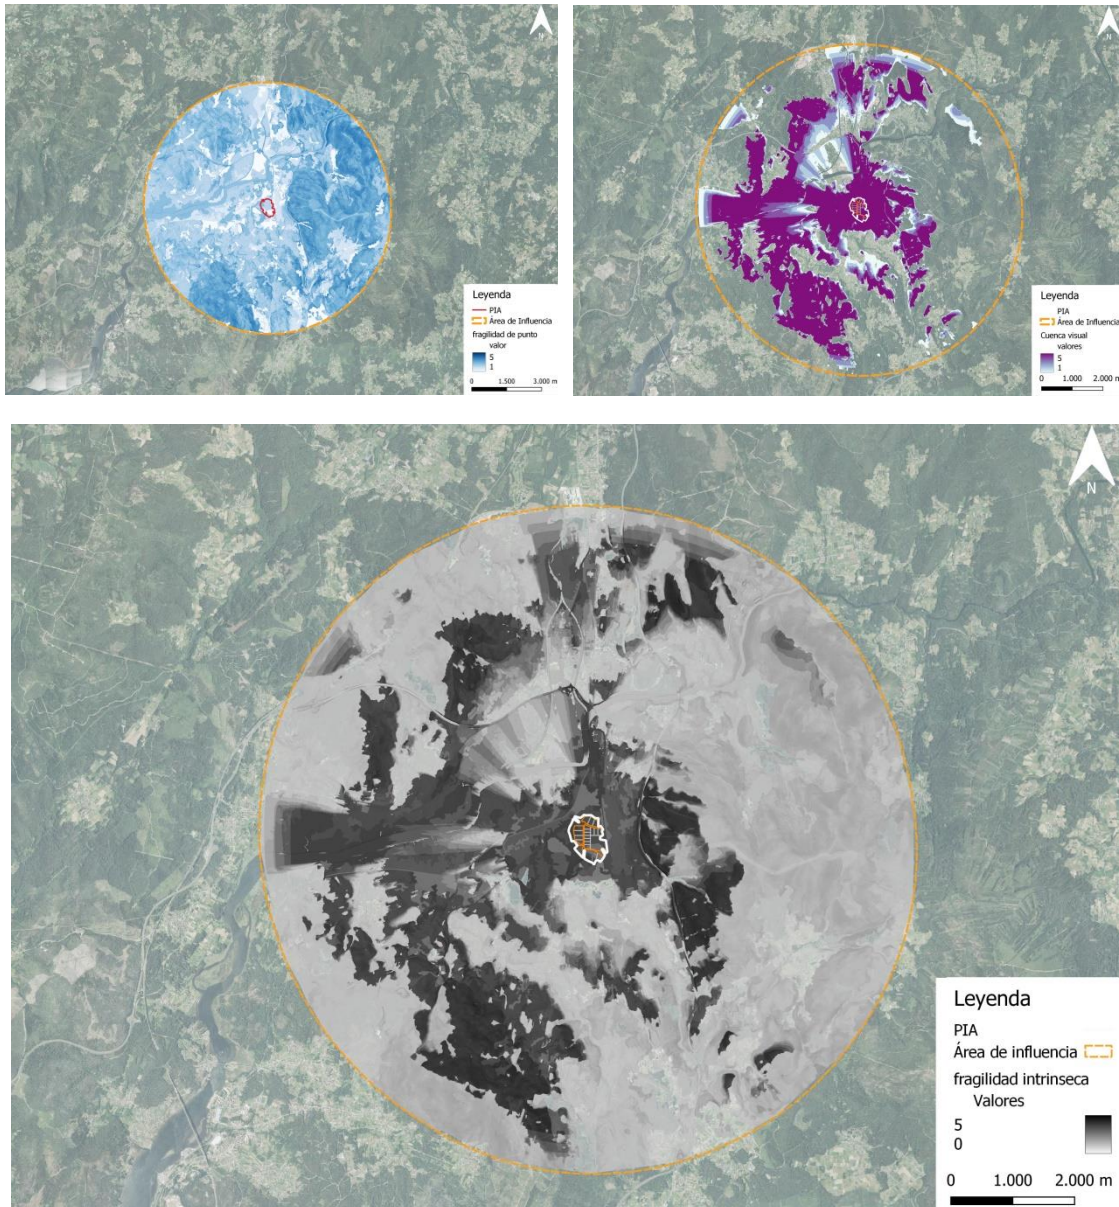 N
Leyenda
PIA
Área de Influencia
fragilidad de punto
valor
5
1
0 1.500 3.000 m
N
Leyenda
PIA
Área de Influencia
Cuenca visual
valores
5
1
0 1.000 2.000 m
N
Leyenda
PIA
Área de influencia
fragilidad intrinseca
Valores
5
0
0 1.000 2.000 m